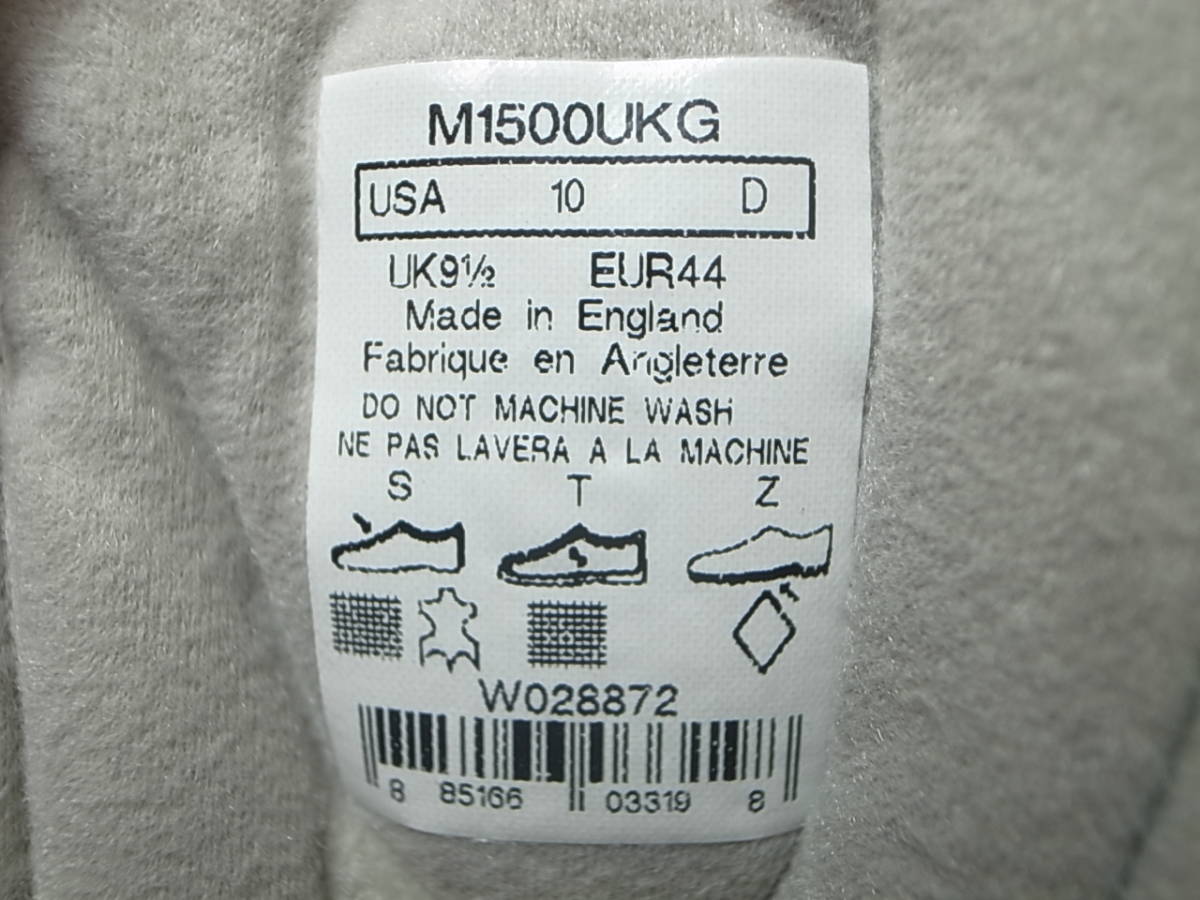 M1500UKG
USA 10 D
UK9½ EUR44
Made in England
Fabrique en Angleterre
DO NOT MACHINE WASH
NE PAS LAVERA A LA MACHINE
S T Z
W028872
8 85166 03319 8